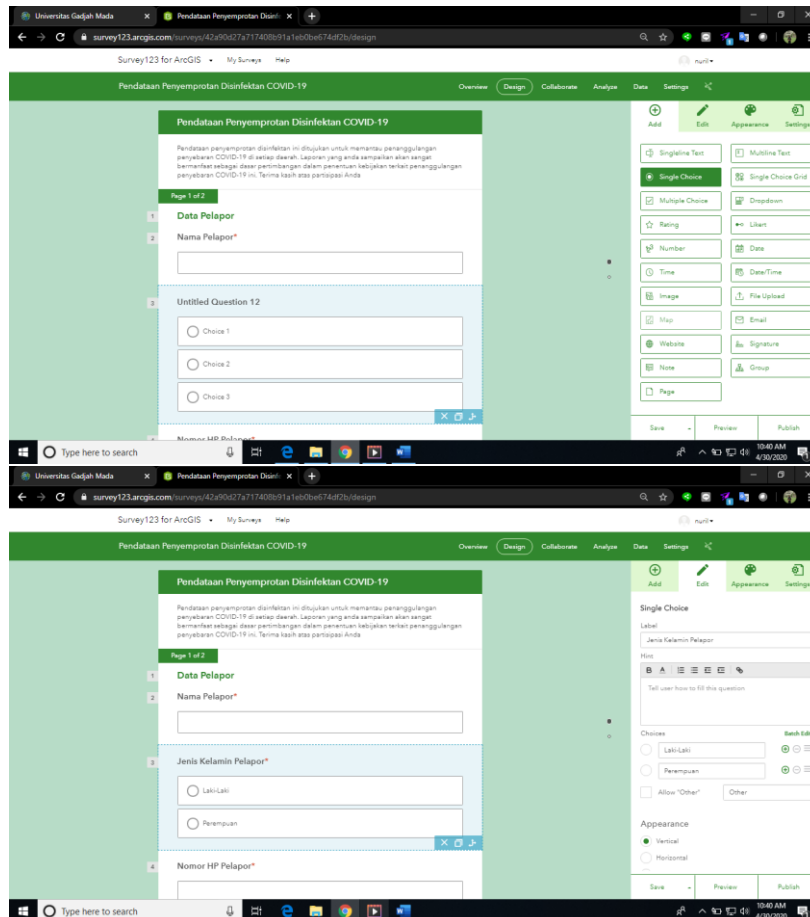 Universitas Gadjah Mada
Pendataan Penyemprotan Disinf
survey123.arcgis.com/surveys/42a90d27a717408b91a1eb0be674df2b/design
Survey123 for ArcGIS My Surveys Help nuril
Pendataan Penyemprotan Disinfektan COVID-19 Overview Design Collaborate Analyze Data Settings
Pendataan Penyemprotan Disinfektan COVID-19
Pendataan penyemprotan disinfektan ini ditujukan untuk memantau penanggulangan
penyebaran COVID-19 di setiap daerah. Laporan yang anda sampaikan akan sangat
bermanfaat sebagai dasar pertimbangan dalam penentuan kebijakan terkait penanggulangan
penyebaran COVID-19 ini. Terima kasih atas partisipasi Anda
Page 1 of 2
1 Data Pelapor
2 Nama Pelapor*
3 Untitled Question 12
Choice 1
Choice 2
Choice 3
Nomor HP Pelapor*
Add Edit Appearance Settings
Singleline Text Multiline Text
Single Choice Single Choice Grid
Multiple Choice Dropdown
Rating Likert
Number Date
Time Date/Time
Image File Upload
Map Email
Website Signature
Note Group
Page
Save Preview Publish
Type here to search
10:40 AM
4/30/2020
Universitas Gadjah Mada
Pendataan Penyemprotan Disinf
survey123.arcgis.com/surveys/42a90d27a717408b91a1eb0be674df2b/design
Survey123 for ArcGIS My Surveys Help nuril
Pendataan Penyemprotan Disinfektan COVID-19 Overview Design Collaborate Analyze Data Settings
Pendataan Penyemprotan Disinfektan COVID-19
Pendataan penyemprotan disinfektan ini ditujukan untuk memantau penanggulangan
penyebaran COVID-19 di setiap daerah. Laporan yang anda sampaikan akan sangat
bermanfaat sebagai dasar pertimbangan dalam penentuan kebijakan terkait penanggulangan
penyebaran COVID-19 ini. Terima kasih atas partisipasi Anda
Page 1 of 2
1 Data Pelapor
2 Nama Pelapor*
3 Jenis Kelamin Pelapor*
Laki-Laki
Perempuan
4 Nomor HP Pelapor*
Add Edit Appearance Settings
Single Choice
Label
Jenis Kelamin Pelapor
Hint
B A
Tell user how to fill this question
Choices Batch Edit
Laki-Laki
Perempuan
Allow "Other" Other
Appearance
Vertical
Horizontal
Save Preview Publish
Type here to search
10:40 AM
4/30/2020